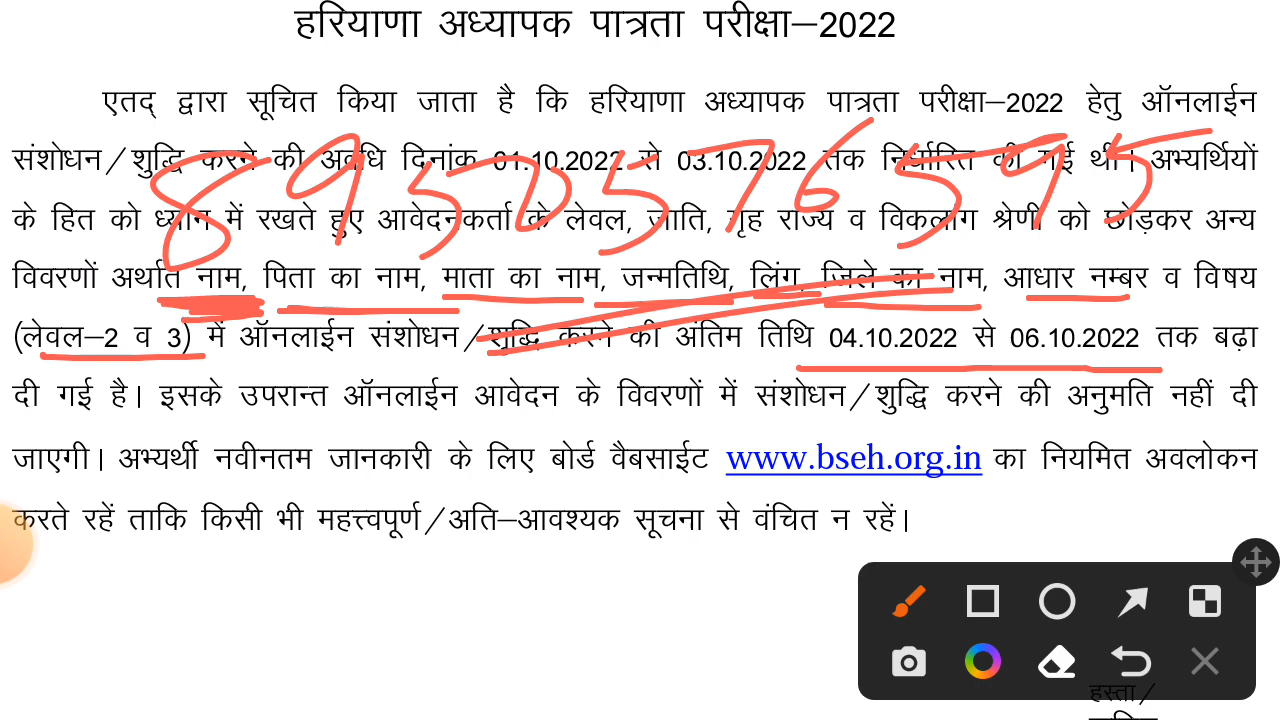 हरियाणा अध्यापक पात्रता परीक्षा–2022
एतद् द्वारा सूचित किया जाता है कि हरियाणा अध्यापक पात्रता परीक्षा–2022 हेतु ऑनलाईन
संशोधन/शुद्धि करने की अवधि दिनांक 01.10.2022 से 03.10.2022 तक निर्धारित की गई थी। अभ्यर्थियों
8950576595
के हित को ध्यान में रखते हुए आवेदनकर्ता के लेवल, जाति, गृह राज्य व विकलांग श्रेणी को छोड़कर अन्य
विवरणों अर्थात नाम, पिता का नाम, माता का नाम, जन्मतिथि, लिंग, जिले का नाम, आधार नम्बर व विषय
(लेवल–2 व 3) में ऑनलाईन संशोधन/शुद्धि करने की अंतिम तिथि 04.10.2022 से 06.10.2022 तक बढ़ा
दी गई है। इसके उपरान्त ऑनलाईन आवेदन के विवरणों में संशोधन/शुद्धि करने की अनुमति नहीं दी
जाएगी। अभ्यर्थी नवीनतम जानकारी के लिए बोर्ड वैबसाईट www.bseh.org.in का नियमित अवलोकन
करते रहें ताकि किसी भी महत्त्वपूर्ण/अति–आवश्यक सूचना से वंचित न रहें।
हस्ता/